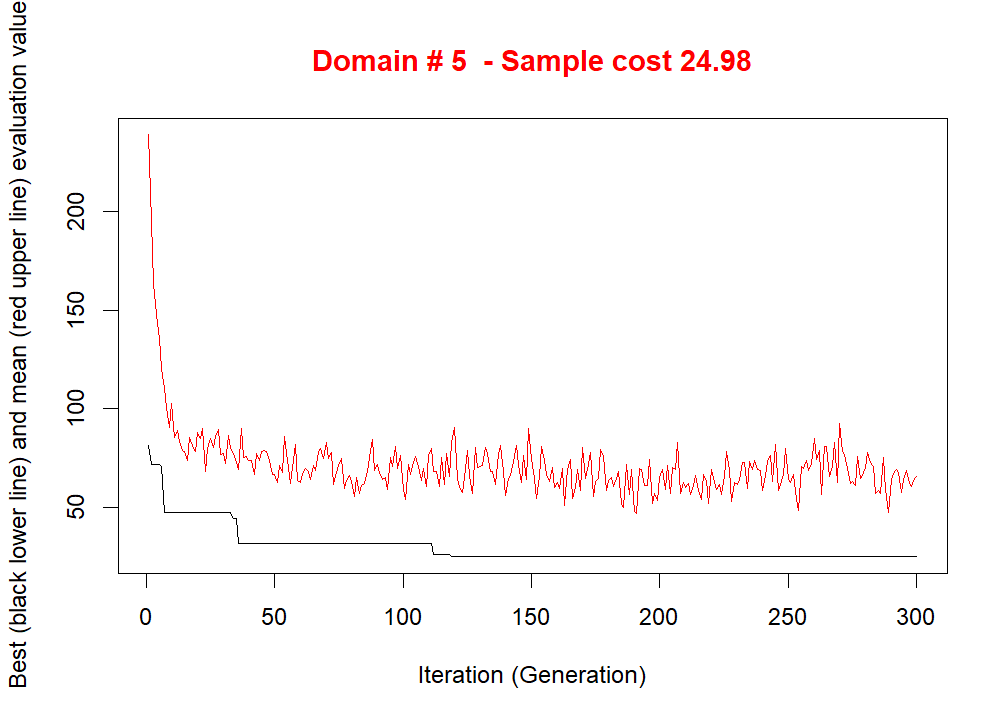 Domain # 5  - Sample cost 24.98
Best (black lower line) and mean (red upper line) evaluation value
200
150
100
50
0 50 100 150 200 250 300
Iteration (Generation)